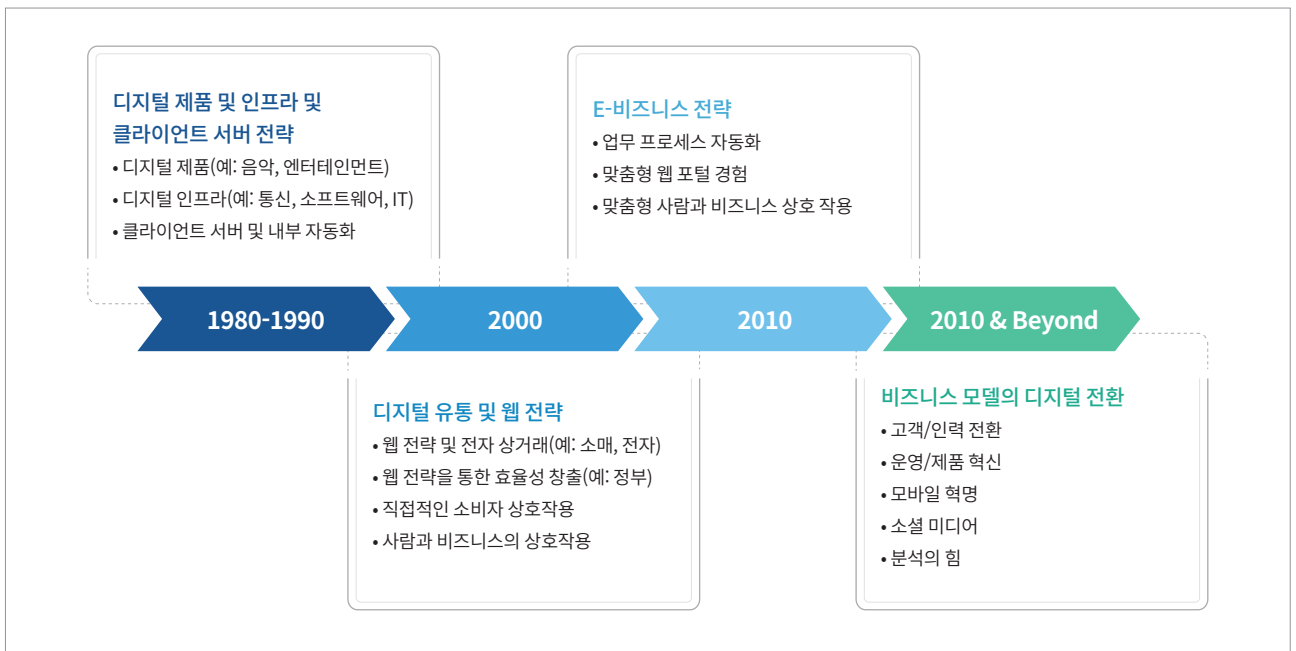 디지털 제품 및 인프라 및
클라이언트 서버 전략
• 디지털 제품(예: 음악, 엔터테인먼트)
• 디지털 인프라(예: 통신, 소프트웨어, IT)
• 클라이언트 서버 및 내부 자동화
E-비즈니스 전략
• 업무 프로세스 자동화
• 맞춤형 웹 포털 경험
• 맞춤형 사람과 비즈니스 상호 작용
1980-1990
2000
2010
2010 & Beyond
디지털 유통 및 웹 전략
• 웹 전략 및 전자 상거래(예: 소매, 전자)
• 웹 전략을 통한 효율성 창출(예: 정부)
• 직접적인 소비자 상호작용
• 사람과 비즈니스의 상호작용
비즈니스 모델의 디지털 전환
• 고객/인력 전환
• 운영/제품 혁신
• 모바일 혁명
• 소셜 미디어
• 분석의 힘